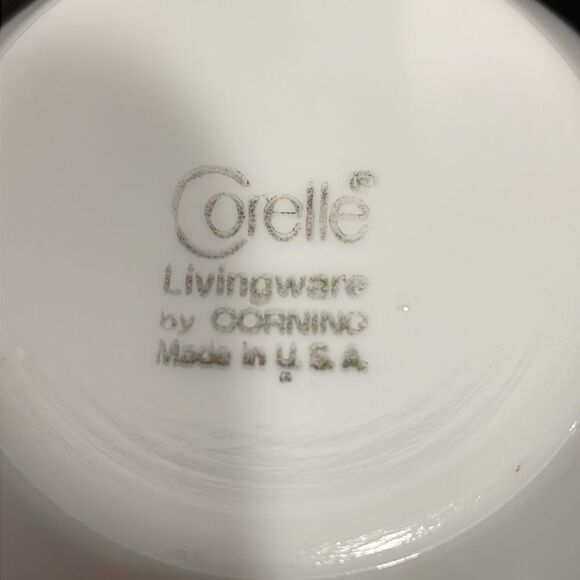 Corelle®
Livingware
by CORNING
Made in U. S. A.